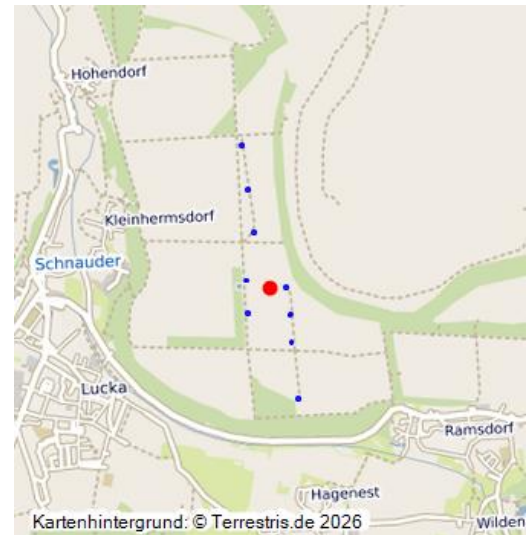 Hohendorf
Kleinhermsdorf
Schnauder
Lucka
Ramsdorf
Hagenest
Wilden
Kartenhintergrund: © Terrestris.de 2026